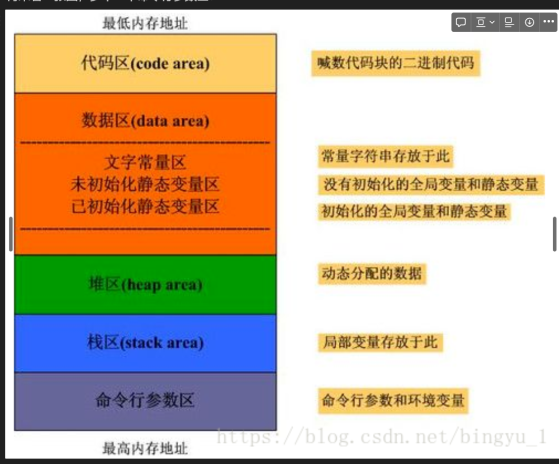 最低内存地址
代码区(code area)
喊数代码块的二进制代码
数据区(data area)
文字常量区
常量字符串存放于此
未初始化静态变量区
没有初始化的全局变量和静态变量
已初始化静态变量区
初始化的全局变量和静态变量
堆区(heap area)
动态分配的数据
栈区(stack area)
局部变量存放于此
命令行参数区
命令行参数和环境变量
https://blog.csdn.net/bingyu_1
最高内存地址